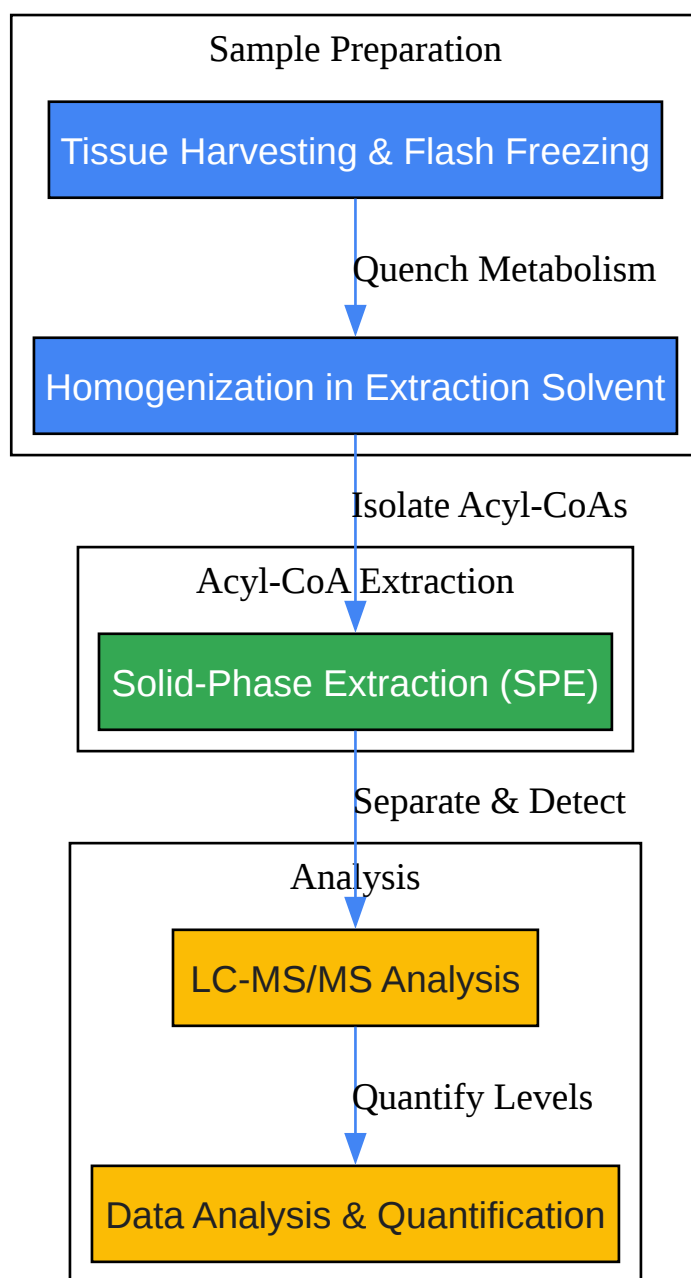 Sample Preparation
Tissue Harvesting & Flash Freezing
Quench Metabolism
Homogenization in Extraction Solvent
Isolate Acyl-CoAs
Acyl-CoA Extraction
Solid-Phase Extraction (SPE)
Separate & Detect
Analysis
LC-MS/MS Analysis
Quantify Levels
Data Analysis & Quantification